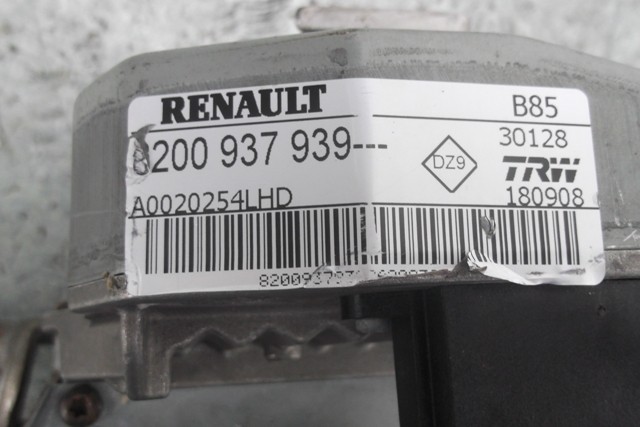 RENAULT B85
8200 937 939--- 30128
DZ9 TRW
A0020254LHD 180908